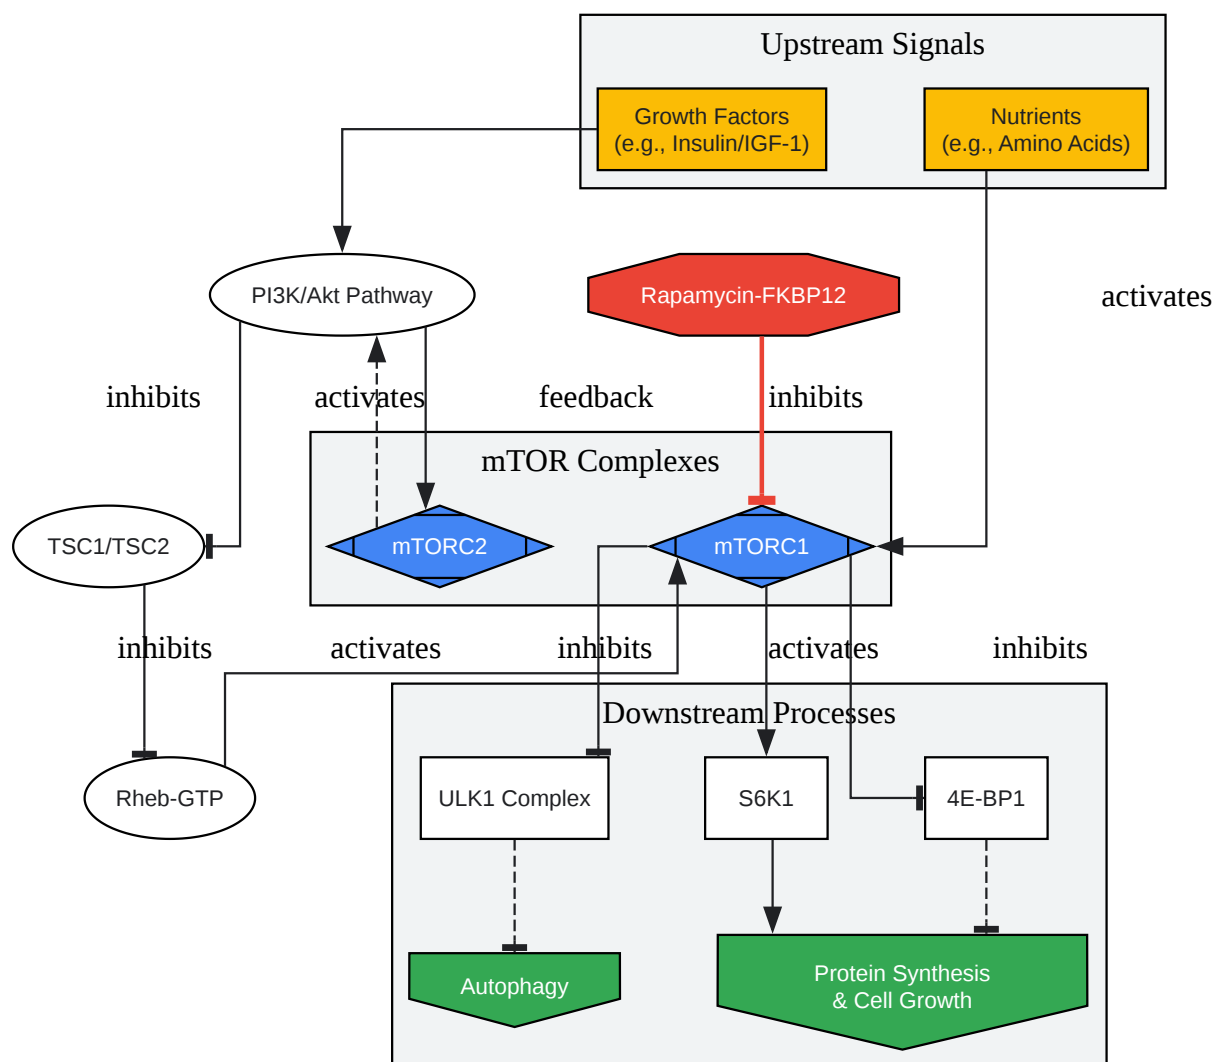 Upstream Signals
Growth Factors
(e.g., Insulin/IGF-1)
Nutrients
(e.g., Amino Acids)
PI3K/Akt Pathway
Rapamycin-FKBP12
activates
inhibits
activates
feedback
inhibits
mTOR Complexes
TSC1/TSC2
mTORC2
mTORC1
inhibits
activates
inhibits
activates
inhibits
Downstream Processes
Rheb-GTP
ULK1 Complex
S6K1
4E-BP1
Autophagy
Protein Synthesis
& Cell Growth